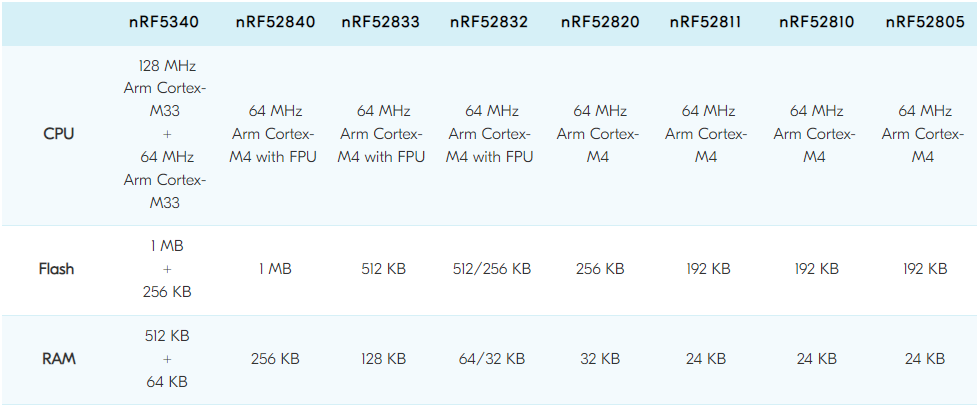 nRF5340 nRF52840 nRF52833 nRF52832 nRF52820 nRF52811 nRF52810 nRF52805
128 MHz
Arm Cortex-
M33
+
64 MHz
Arm Cortex-
M33
CPU
64 MHz
Arm Cortex-
M4 with FPU
64 MHz
Arm Cortex-
M4 with FPU
64 MHz
Arm Cortex-
M4 with FPU
64 MHz
Arm Cortex-
M4
64 MHz
Arm Cortex-
M4
64 MHz
Arm Cortex-
M4
64 MHz
Arm Cortex-
M4
Flash
1 MB
+
256 KB
1 MB
512 KB
512/256 KB
256 KB
192 KB
192 KB
192 KB
RAM
512 KB
+
64 KB
256 KB
128 KB
64/32 KB
32 KB
24 KB
24 KB
24 KB